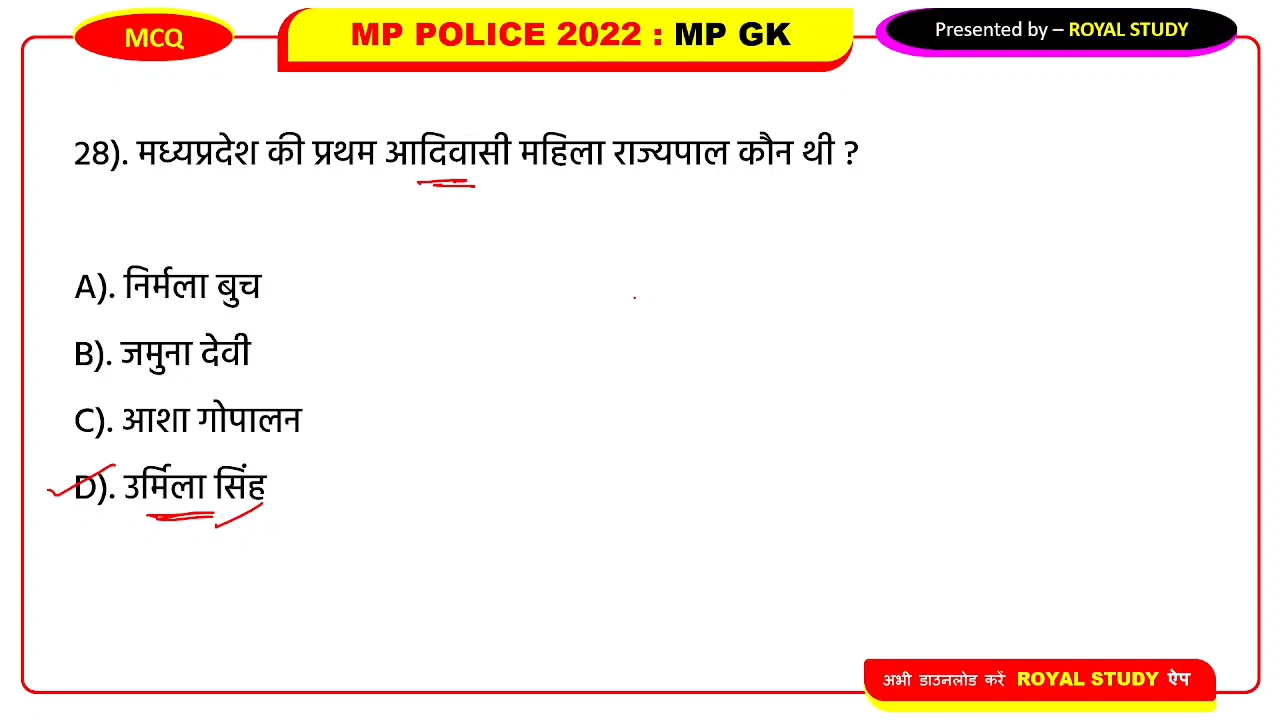 MCQ
MP POLICE 2022 : MP GK
Presented by – ROYAL STUDY
28). मध्यप्रदेश की प्रथम आदिवासी महिला राज्यपाल कौन थी ?
A). निर्मला बुच
B). जमुना देवी
C). आशा गोपालन
D). उर्मिला सिंह
अभी डाउनलोड करें ROYAL STUDY ऐप